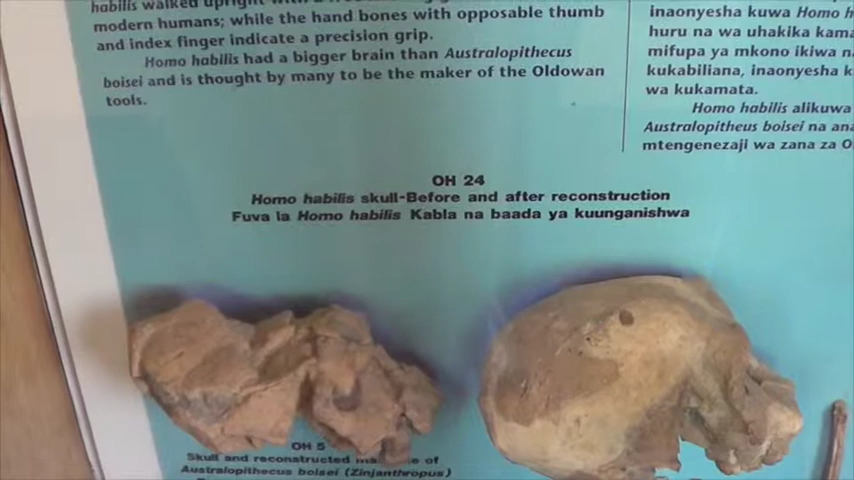 habilis walked upright with a
modern humans; while the hand bones with opposable thumb
and index finger indicate a precision grip.
Homo habilis had a bigger brain than Australopithecus
boisei and is thought by many to be the maker of the Oldowan
tools.
inaonyesha kuwa Homo h
huru na wa uhakika kama
mifupa ya mkono ikiwa n
kukabiliana, inaonyesha k
wa kukamata.
Homo habilis alikuwa
Australopithecus boisei na ana
mtengenezaji wa zana za O
OH 24
Homo habilis skull-Before and after reconstruction
Fuva la Homo habilis Kabla na baada ya kuunganishwa
OH 5
Skull and reconstructed of
Australopithecus boisei (Zinjanthropus)